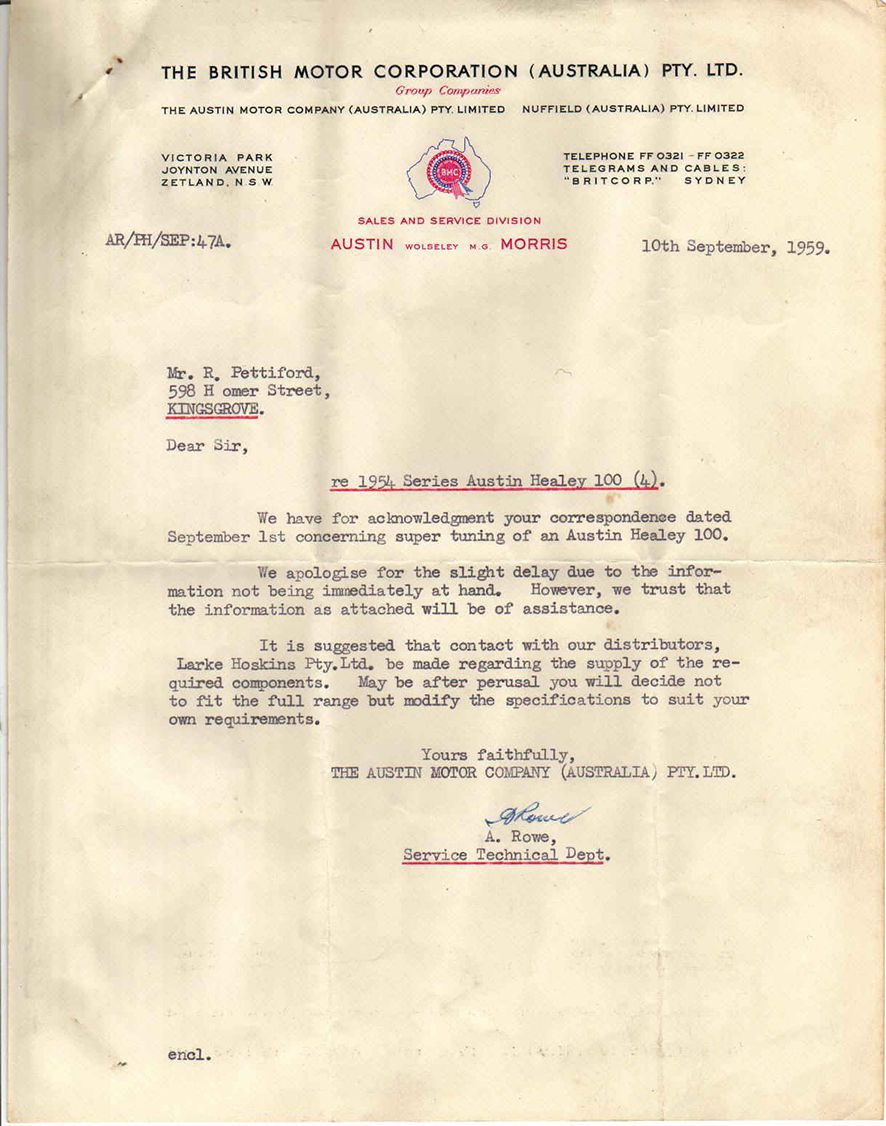 THE BRITISH MOTOR CORPORATION (AUSTRALIA) PTY. LTD.
Group Companies
THE AUSTIN MOTOR COMPANY (AUSTRALIA) PTY. LIMITED NUFFIELD (AUSTRALIA) PTY. LIMITED
VICTORIA PARK
JOYNTON AVENUE
ZETLAND, N S W
BMC
TELEPHONE FF 0321 - FF 0322
TELEGRAMS AND CABLES:
"BRITCORP." SYDNEY
SALES AND SERVICE DIVISION
AUSTIN WOLSELEY M.G. MORRIS
AR/PH/SEP:47A.
10th September, 1959.
Mr. R. Pettiford,
598 H omer Street,
KINGSGROVE.
Dear Sir,
re 1954 Series Austin Healey 100 (4).
We have for acknowledgment your correspondence dated
September 1st concerning super tuning of an Austin Healey 100.
We apologise for the slight delay due to the infor-
mation not being immediately at hand. However, we trust that
the information as attached will be of assistance.
It is suggested that contact with our distributors,
Larke Hoskins Pty.Ltd. be made regarding the supply of the re-
quired components. May be after perusal you will decide not
to fit the full range but modify the specifications to suit your
own requirements.
Yours faithfully,
THE AUSTIN MOTOR COMPANY (AUSTRALIA) PTY.LTD.
A Rowe
A. Rowe,
Service Technical Dept.
encl.